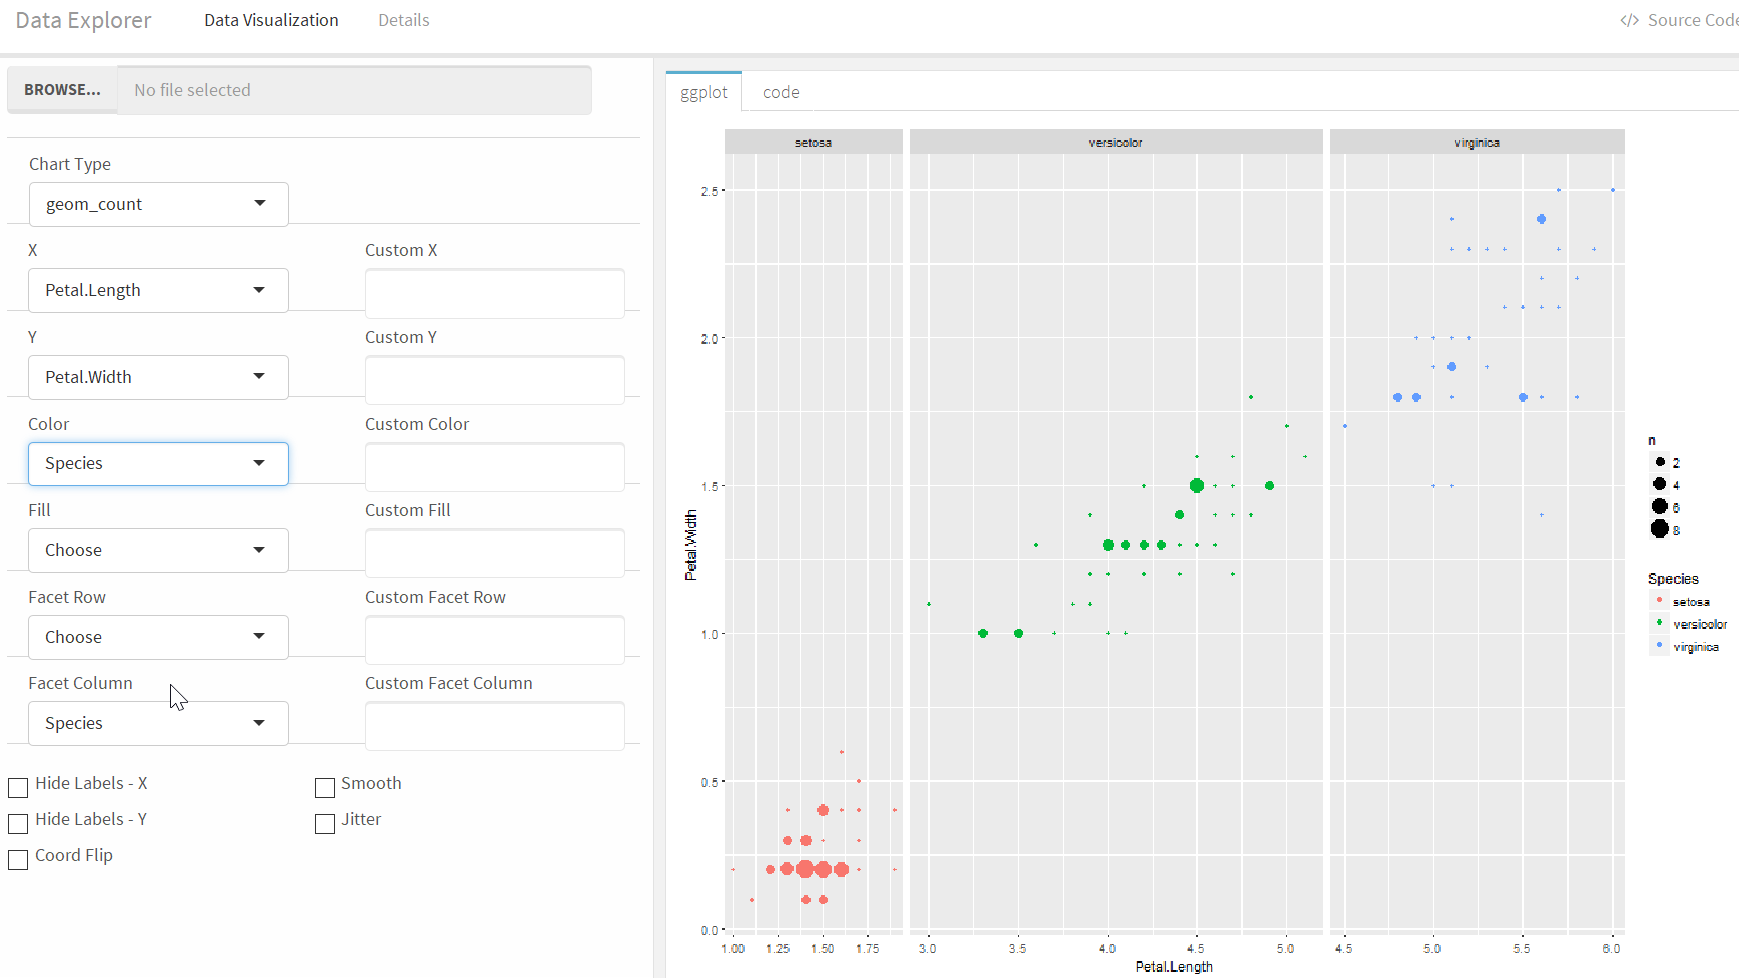 Data Explorer Data Visualization Details </> Source Code
BROWSE... No file selected
Chart Type
geom_count
X Custom X
Petal.Length
Y Custom Y
Petal.Width
Color Custom Color
Species
Fill Custom Fill
Choose
Facet Row Custom Facet Row
Choose
Facet Column Custom Facet Column
Species
Hide Labels - X Smooth
Hide Labels - Y Jitter
Coord Flip
ggplot code
setosa versicolor virginica
2.5
2.0
1.5
1.0
0.5
0.0
Petal.Width
1.00 1.25 1.50 1.75 3.0 3.5 4.0 4.5 5.0 4.5 5.0 5.5 6.0
Petal.Length
n
2
4
6
8
Species
setosa
versicolor
virginica